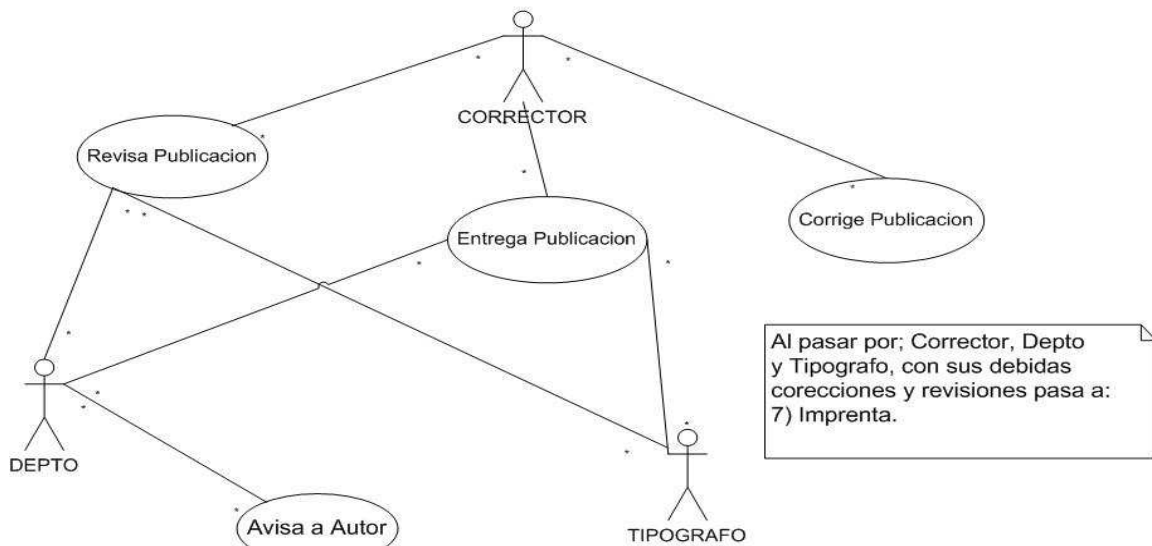 CORRECTOR
Revisa Publicacion
Entrega Publicacion
Corrige Publicacion
Al pasar por; Corrector, Depto
y Tipografo, con sus debidas
corecciones y revisiones pasa a:
7) Imprenta.
DEPTO
Avisa a Autor
TIPOGRAFO